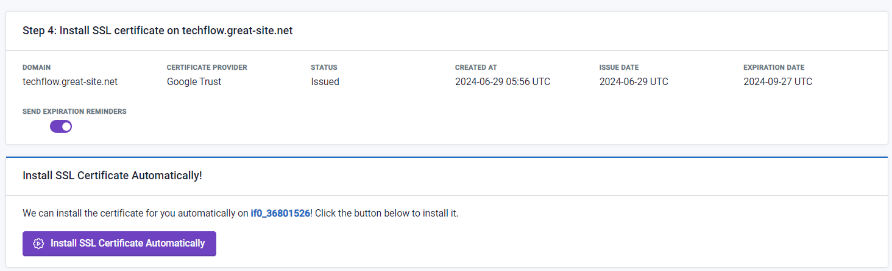 Step 4: Install SSL certificate on techflow.great-site.net
DOMAIN CERTIFICATE PROVIDER STATUS CREATED AT ISSUE DATE EXPIRATION DATE
techflow.great-site.net Google Trust Issued 2024-06-29 05:56 UTC 2024-06-29 UTC 2024-09-27 UTC
SEND EXPIRATION REMINDERS
Install SSL Certificate Automatically!
We can install the certificate for you automatically on if0_36801526! Click the button below to install it.
Install SSL Certificate Automatically